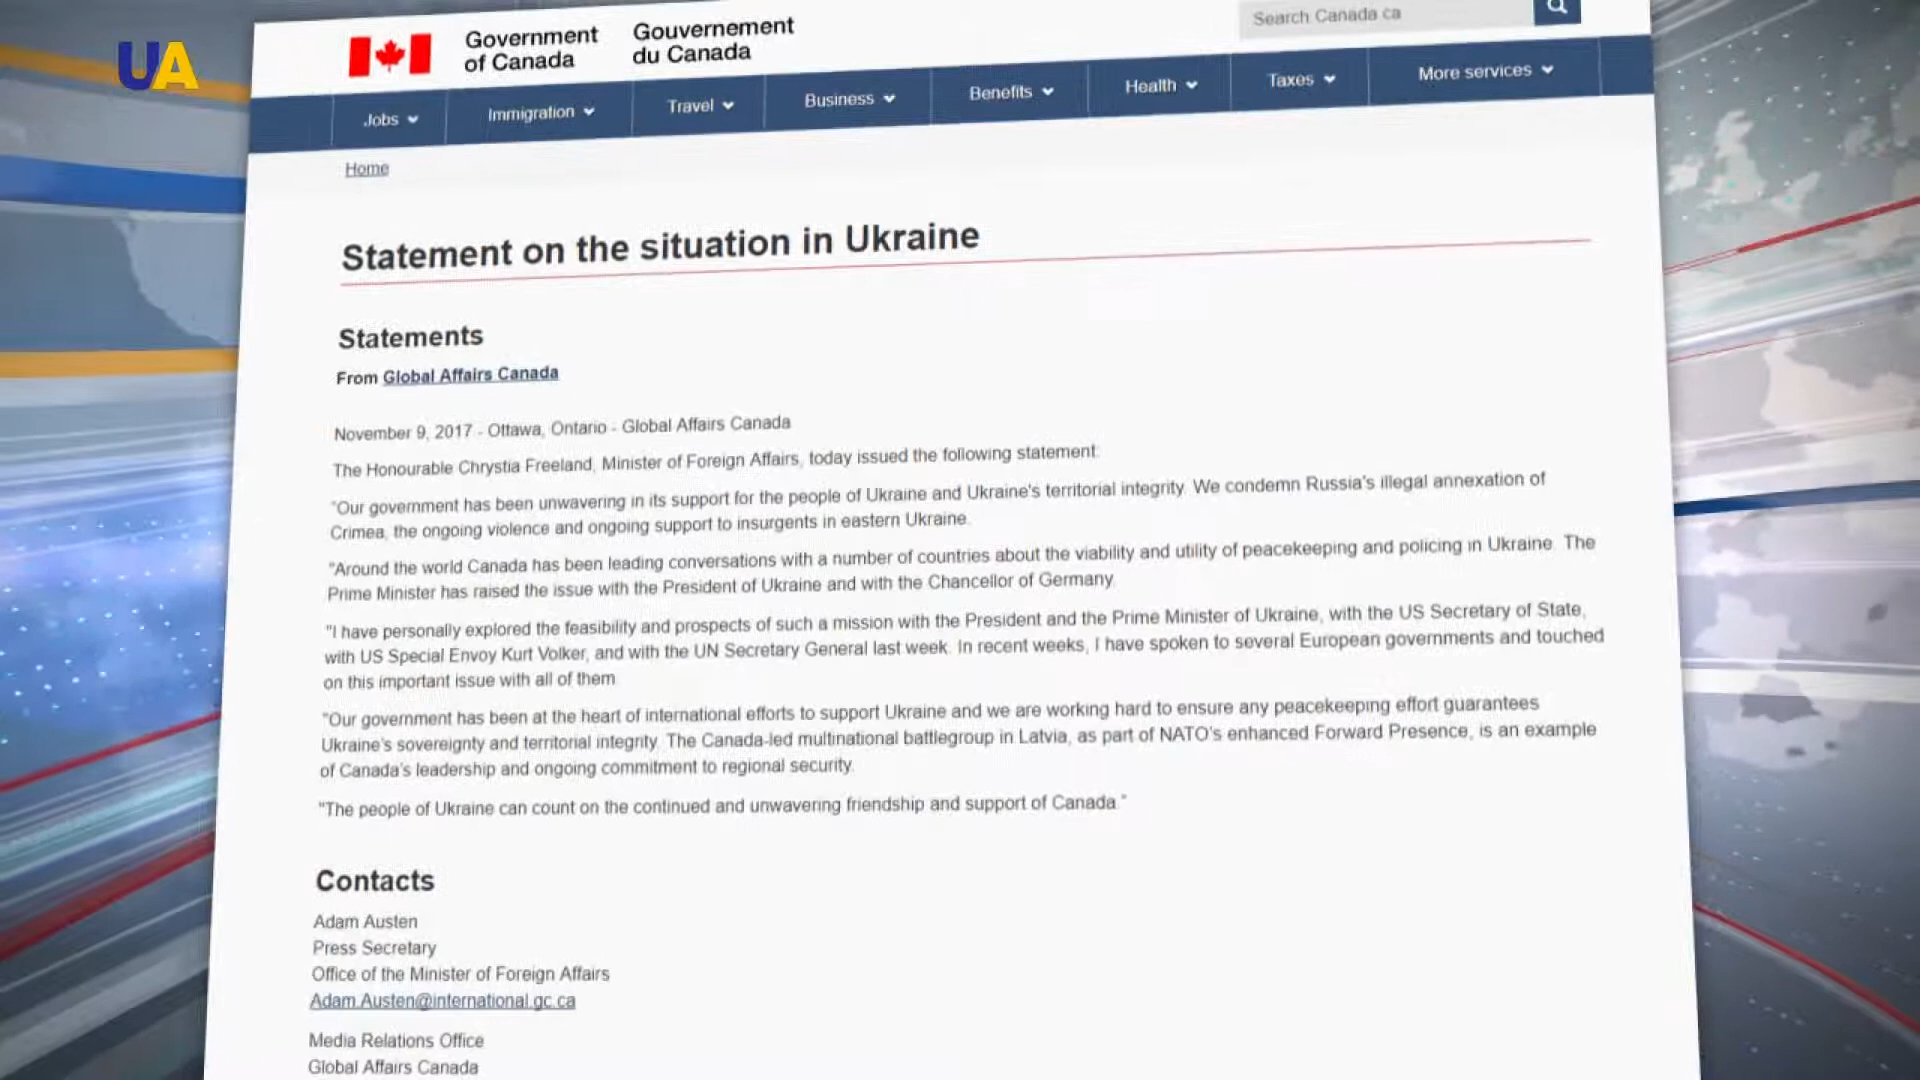 UA
Government
of Canada
Gouvernement
du Canada
Search Canada ca
Jobs
Immigration
Travel
Business
Benefits
Health
Taxes
More services
Home
Statement on the situation in Ukraine
Statements
From Global Affairs Canada
November 9, 2017 - Ottawa, Ontario - Global Affairs Canada
The Honourable Chrystia Freeland, Minister of Foreign Affairs, today issued the following statement:
"Our government has been unwavering in its support for the people of Ukraine and Ukraine's territorial integrity. We condemn Russia's illegal annexation of
Crimea, the ongoing violence and ongoing support to insurgents in eastern Ukraine.
"Around the world Canada has been leading conversations with a number of countries about the viability and utility of peacekeeping and policing in Ukraine. The
Prime Minister has raised the issue with the President of Ukraine and with the Chancellor of Germany.
"I have personally explored the feasibility and prospects of such a mission with the President and the Prime Minister of Ukraine, with the US Secretary of State,
with US Special Envoy Kurt Volker, and with the UN Secretary General last week. In recent weeks, I have spoken to several European governments and touched
on this important issue with all of them.
"Our government has been at the heart of international efforts to support Ukraine and we are working hard to ensure any peacekeeping effort guarantees
Ukraine's sovereignty and territorial integrity. The Canada-led multinational battlegroup in Latvia, as part of NATO's enhanced Forward Presence, is an example
of Canada's leadership and ongoing commitment to regional security.
"The people of Ukraine can count on the continued and unwavering friendship and support of Canada."
Contacts
Adam Austen
Press Secretary
Office of the Minister of Foreign Affairs
Adam.Austen@international.gc.ca
Media Relations Office
Global Affairs Canada